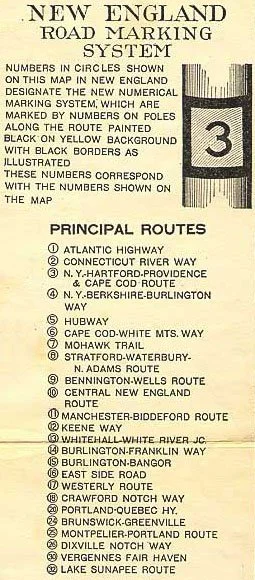 NEW ENGLAND
ROAD MARKING
SYSTEM
NUMBERS IN CIRCLES SHOWN
ON THIS MAP IN NEW ENGLAND
DESIGNATE THE NEW NUMERICAL
MARKING SYSTEM, WHICH ARE
MARKED BY NUMBERS ON POLES
ALONG THE ROUTE PAINTED
BLACK ON YELLOW BACKGROUND
WITH BLACK BORDERS AS
ILLUSTRATED
THESE NUMBERS CORRESPOND
WITH THE NUMBERS SHOWN ON
THE MAP
3
PRINCIPAL ROUTES
1 ATLANTIC HIGHWAY
2 CONNECTICUT RIVER WAY
3 N.Y.-HARTFORD-PROVIDENCE
& CAPE COD ROUTE
4 N.Y.-BERKSHIRE-BURLINGTON
WAY
5 HUBWAY
6 CAPE COD-WHITE MTS. WAY
7 MOHAWK TRAIL
8 STRATFORD-WATERBURY-
N. ADAMS ROUTE
9 BENNINGTON-WELLS ROUTE
10 CENTRAL NEW ENGLAND
ROUTE
11 MANCHESTER-BIDDEFORD ROUTE
12 KEENE WAY
13 WHITEHALL-WHITE RIVER JC.
14 BURLINGTON-FRANKLIN WAY
15 BURLINGTON-BANGOR
16 EAST SIDE ROAD
17 WESTERLY ROUTE
18 CRAWFORD NOTCH WAY
20 PORTLAND-QUEBEC HY.
24 BRUNSWICK-GREENVILLE
25 MONTPELIER-PORTLAND ROUTE
26 DIXVILLE NOTCH WAY
30 VERGENNES FAIR HAVEN
32 LAKE SUNAPEE ROUTE